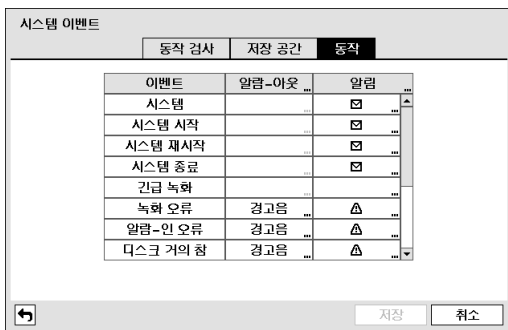 시스템 이벤트
동작 검사 저장 공간 동작
이벤트 알람-아웃 ... 알림 ...
시스템 ... ...
시스템 시작 ... ...
시스템 재시작 ... ...
시스템 종료 ... ...
긴급 녹화 ... ...
녹화 오류 경고음 ... ...
알람-인 오류 경고음 ... ...
디스크 거의 참 경고음 ... ...
저장 취소